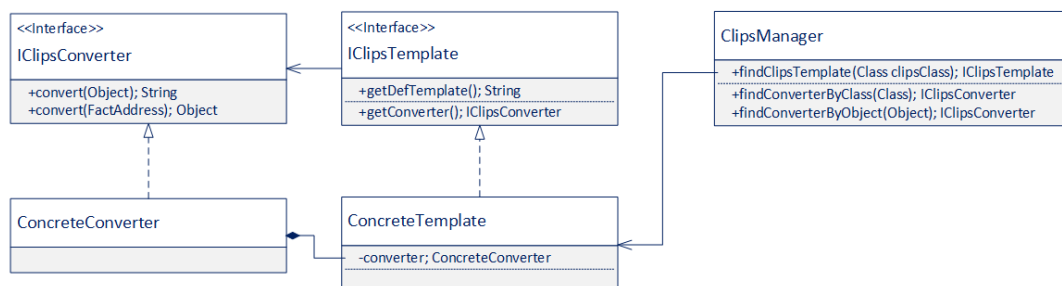 <<Interface>>
IClipsConverter
+convert(Object); String
+convert(FactAddress); Object
<<Interface>>
IClipsTemplate
+getDefTemplate(); String
+getConverter(); IClipsConverter
ClipsManager
+findClipsTemplate(Class clipsClass); IClipsTemplate
+findConverterByClass(Class); IClipsConverter
+findConverterByObject(Object); IClipsConverter
ConcreteConverter
ConcreteTemplate
-converter; ConcreteConverter